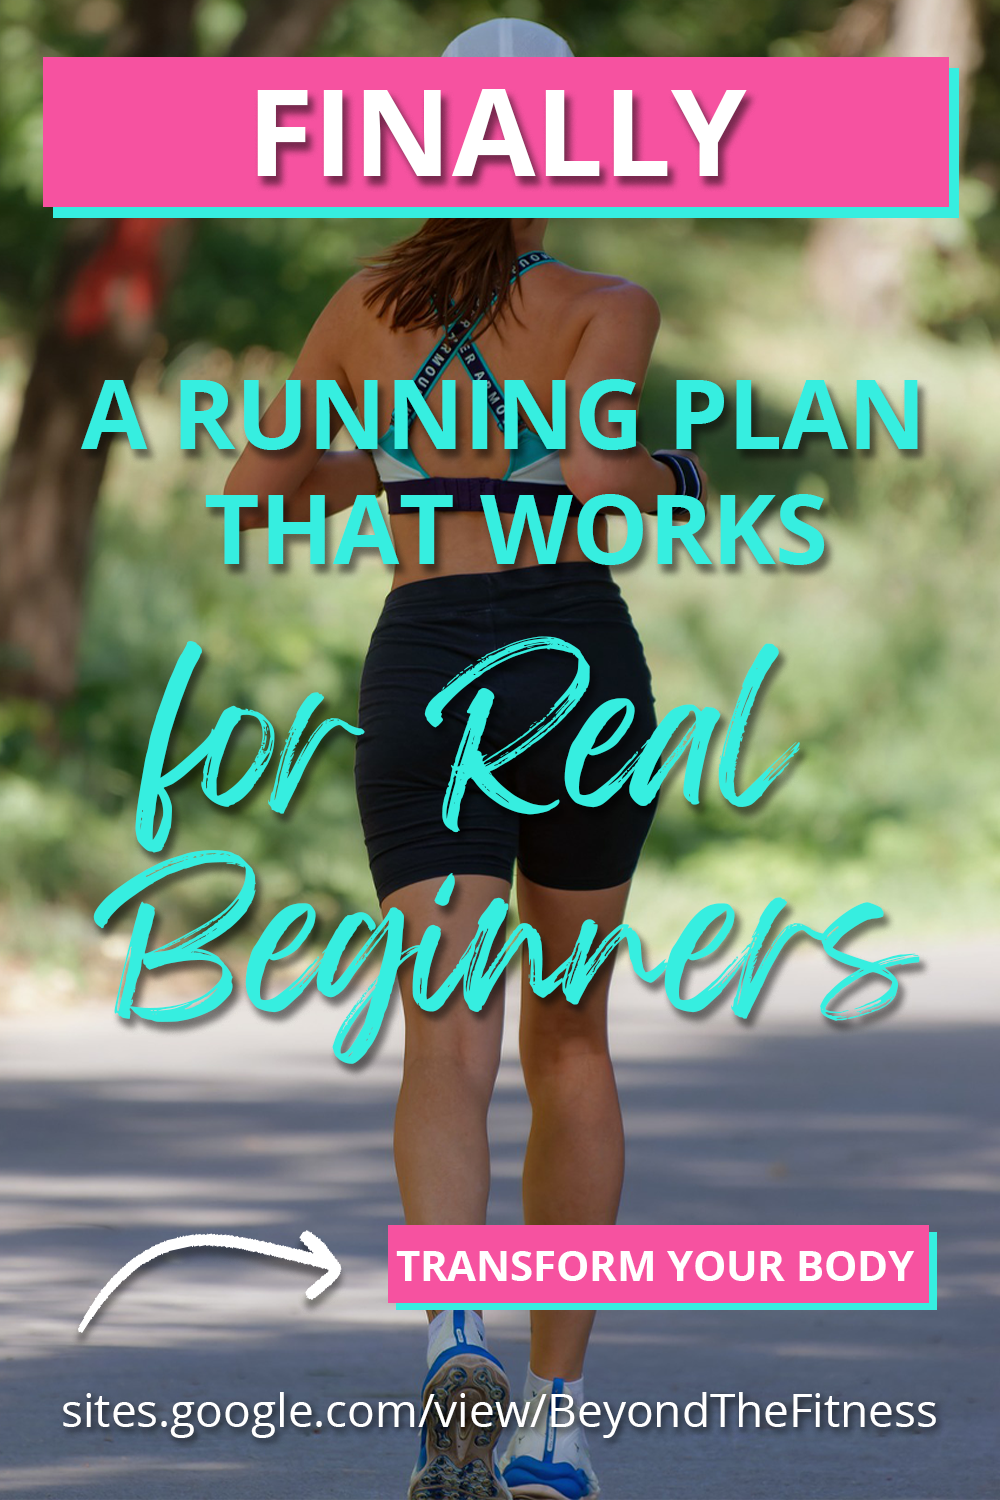 FINALLY
A RUNNING PLAN
THAT WORKS
for Real
Beginners
TRANSFORM YOUR BODY
sites.google.com/view/BeyondTheFitness